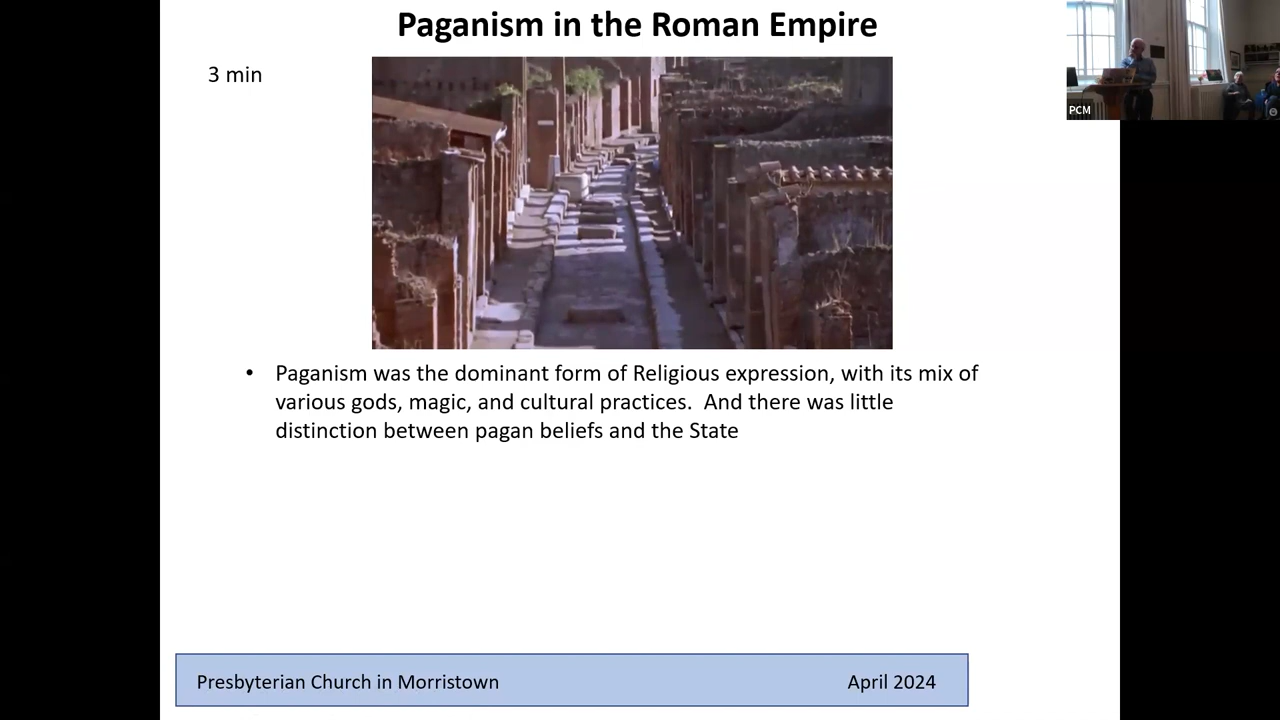 Paganism in the Roman Empire
3 min
PCM
• Paganism was the dominant form of Religious expression, with its mix of
various gods, magic, and cultural practices.  And there was little
distinction between pagan beliefs and the State
Presbyterian Church in Morristown
April 2024